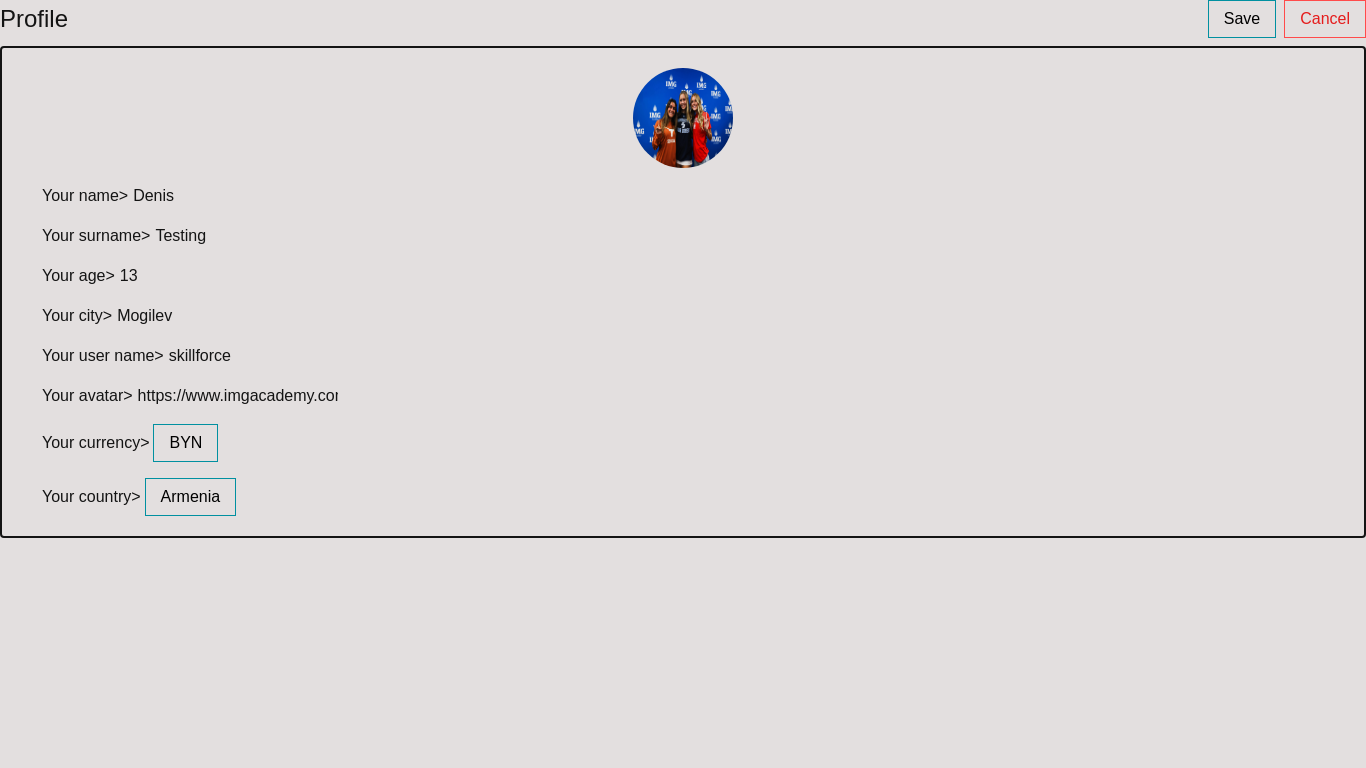 Profile
Save
Cancel
IMG
Your name> Denis
Your surname> Testing
Your age> 13
Your city> Mogilev
Your user name> skillforce
Your avatar> https://www.imgacademy.cor
Your currency> BYN
Your country> Armenia